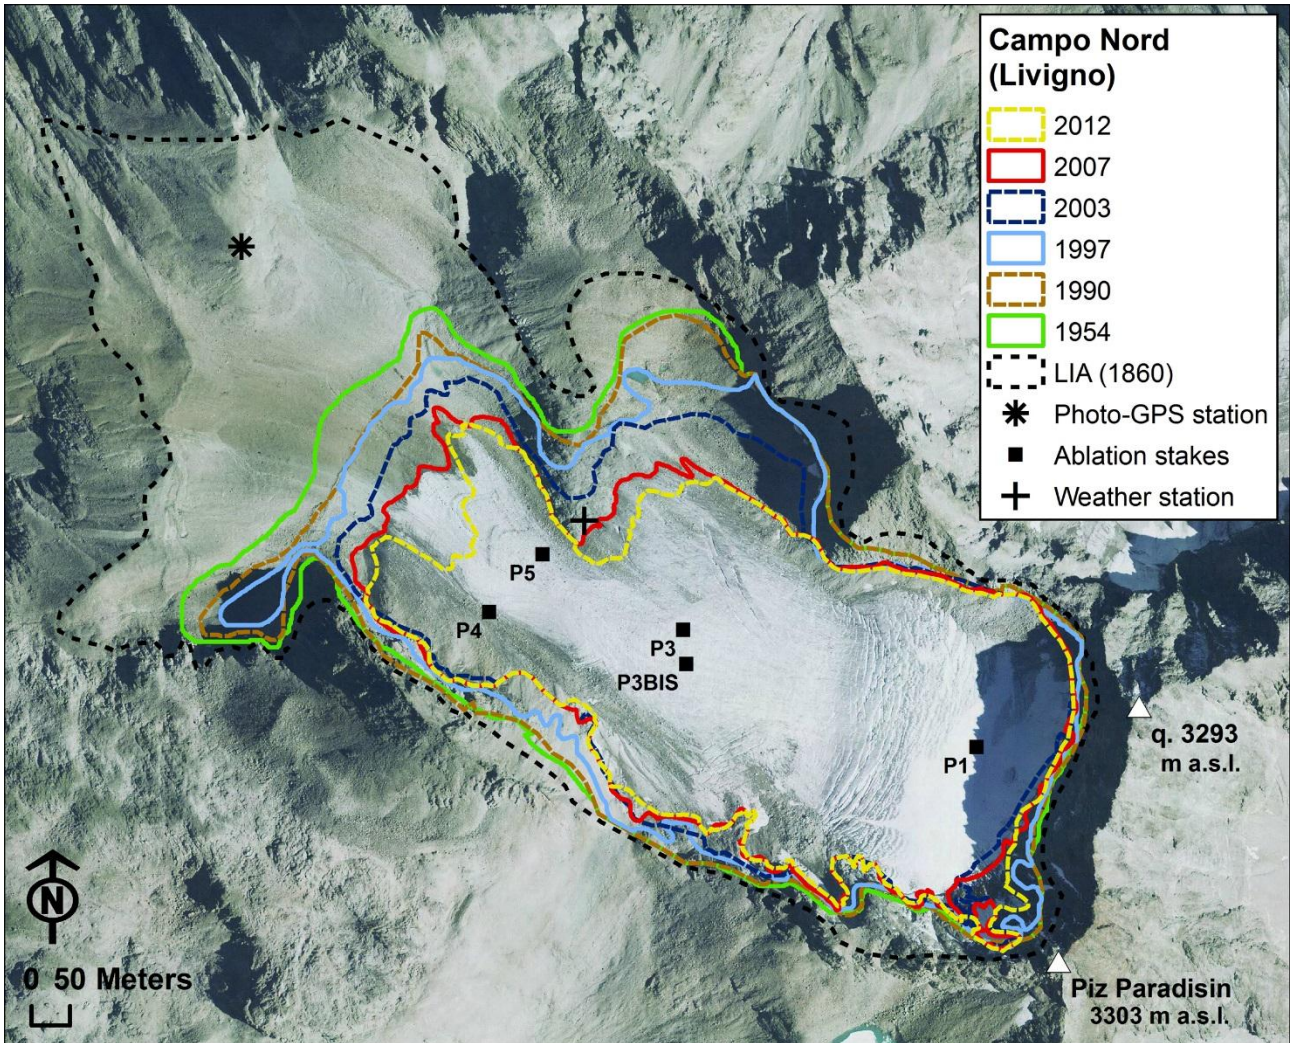 Campo Nord
(Livigno)
2012
2007
2003
1997
1990
1954
LIA (1860)
Photo-GPS station
Ablation stakes
Weather station
P5
P4
P3
P3BIS
P1
q. 3293
m a.s.l.
N
0 50 Meters
Piz Paradisin
3303 m a.s.l.